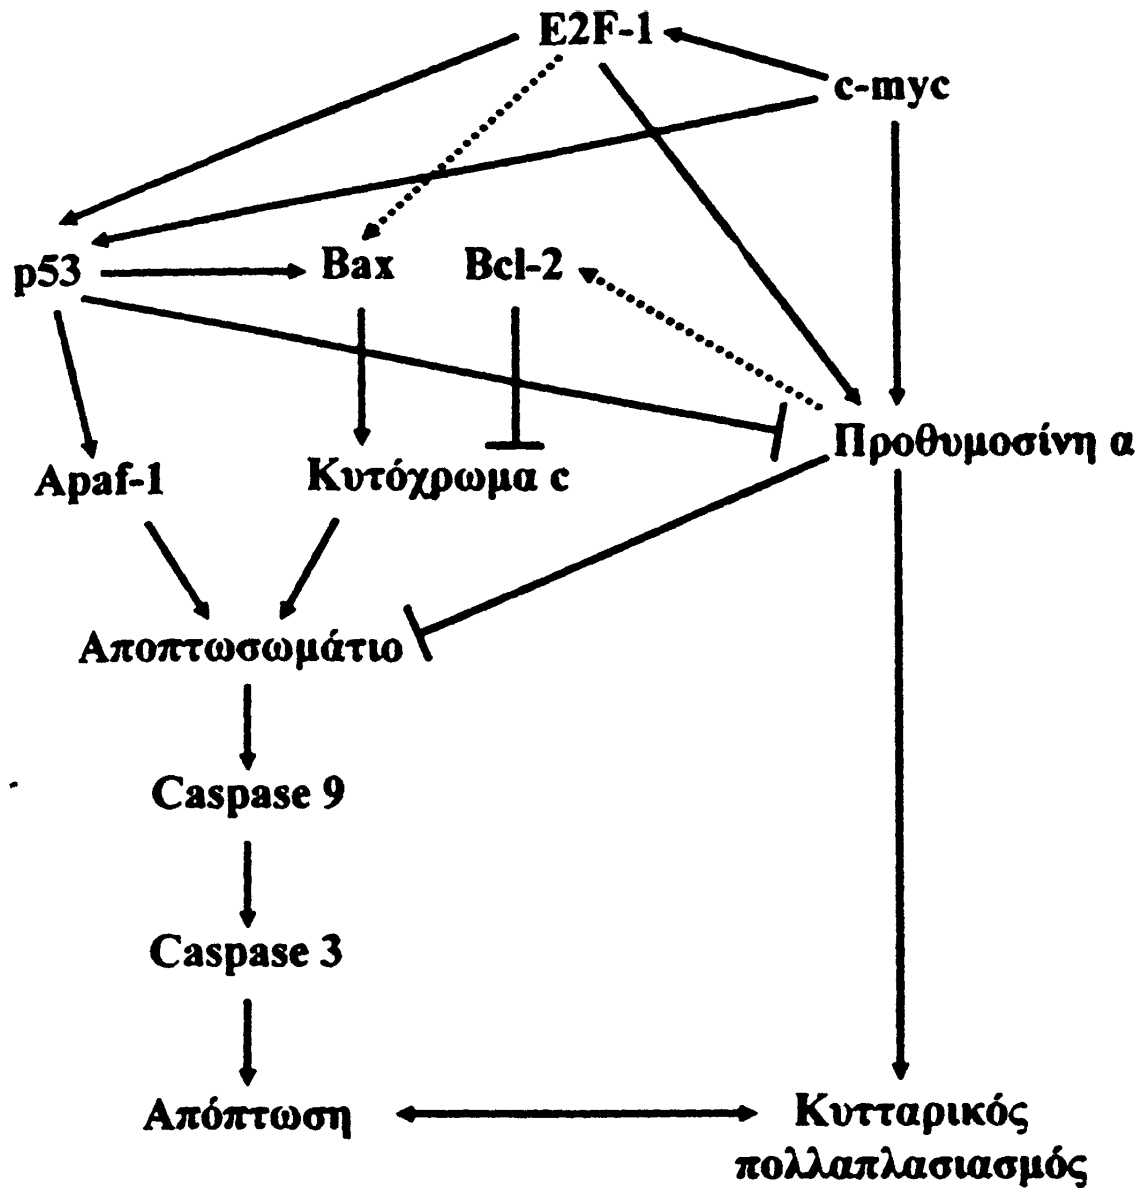 E2F-1
c-myc
p53
Bax
Bcl-2
Προθυμοσίνη α
Apaf-1
Κυτόχρωμα c
Αποπτωσωμάτιο
Caspase 9
Caspase 3
Απόπτωση
Κυτταρικός
πολλαπλασιασμός